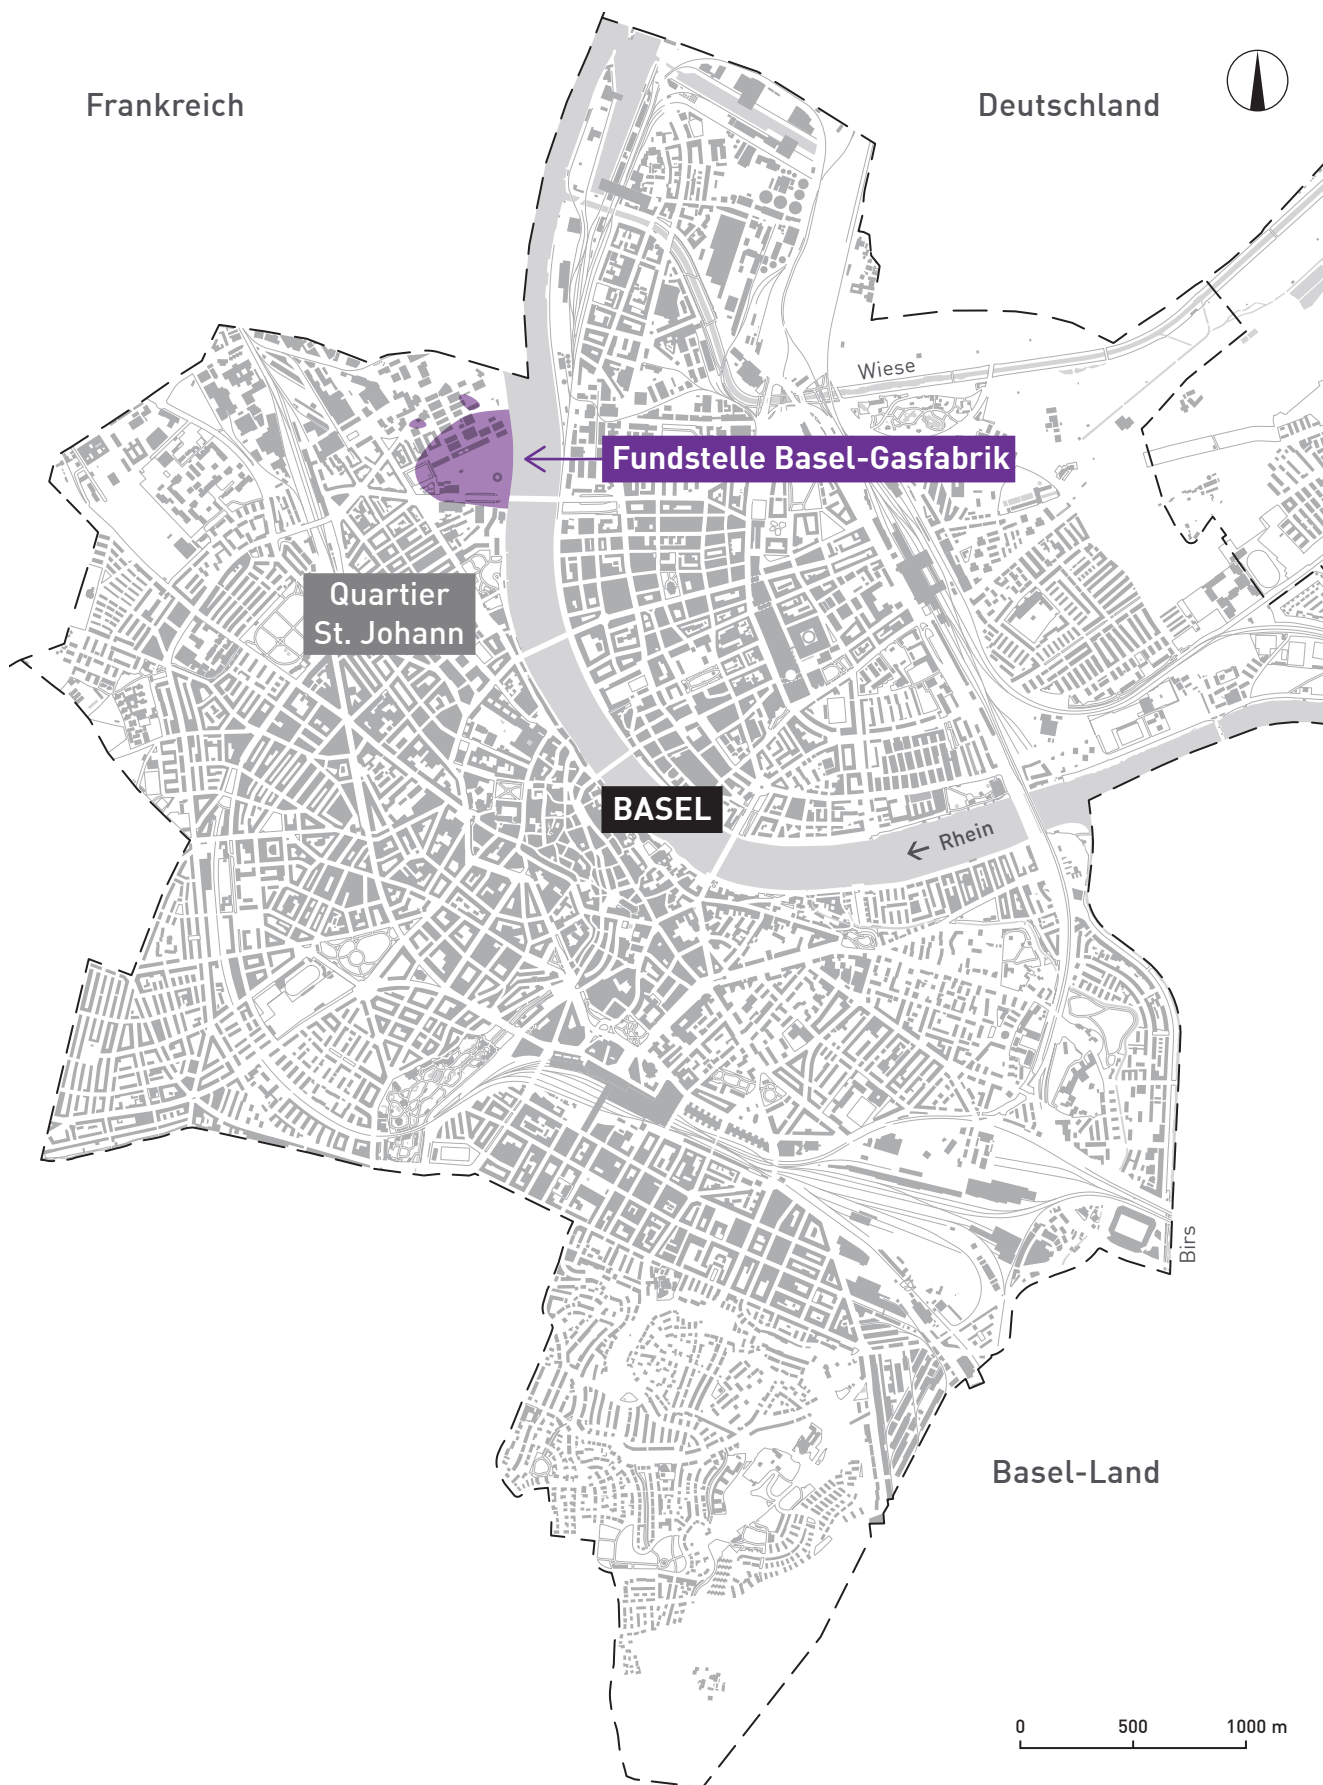 Frankreich
Deutschland
Wiese
Fundstelle Basel-Gasfabrik
Quartier
St. Johann
BASEL
← Rhein
Birs
Basel-Land
0 500 1000 m